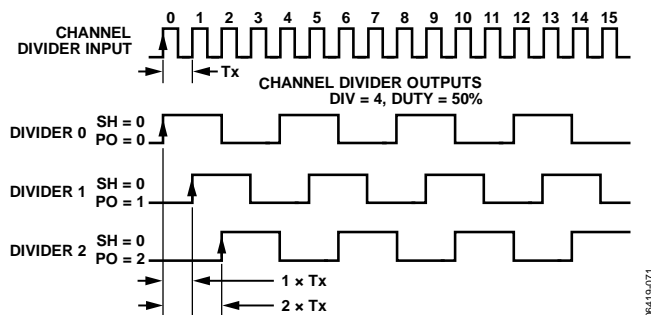 0 1 2 3 4 5 6 7 8 9 10 11 12 13 14 15
CHANNEL
DIVIDER INPUT
Tx
CHANNEL DIVIDER OUTPUTS
DIV = 4, DUTY = 50%
DIVIDER 0 SH = 0
PO = 0
DIVIDER 1 SH = 0
PO = 1
DIVIDER 2 SH = 0
PO = 2
1 × Tx
2 × Tx
06419-071